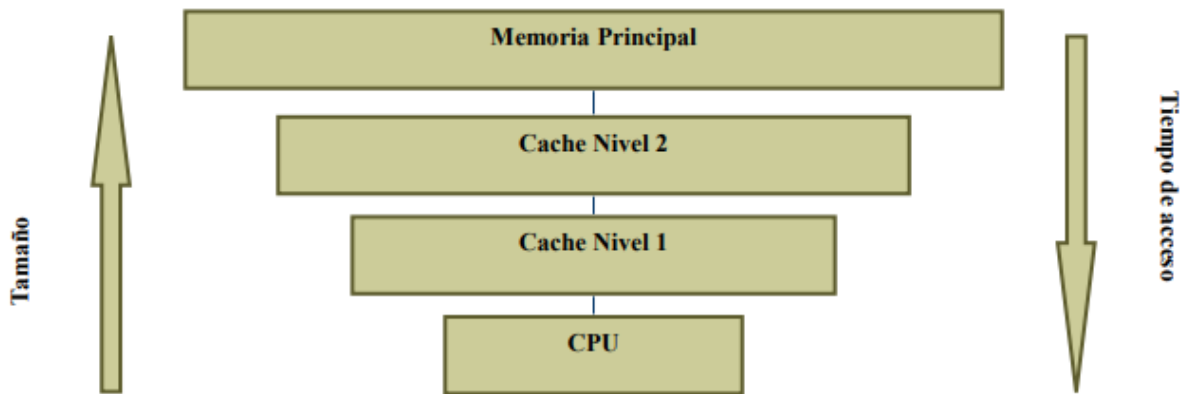 Memoria Principal
Cache Nivel 2
Cache Nivel 1
CPU
Tamaño
Tiempo de acceso